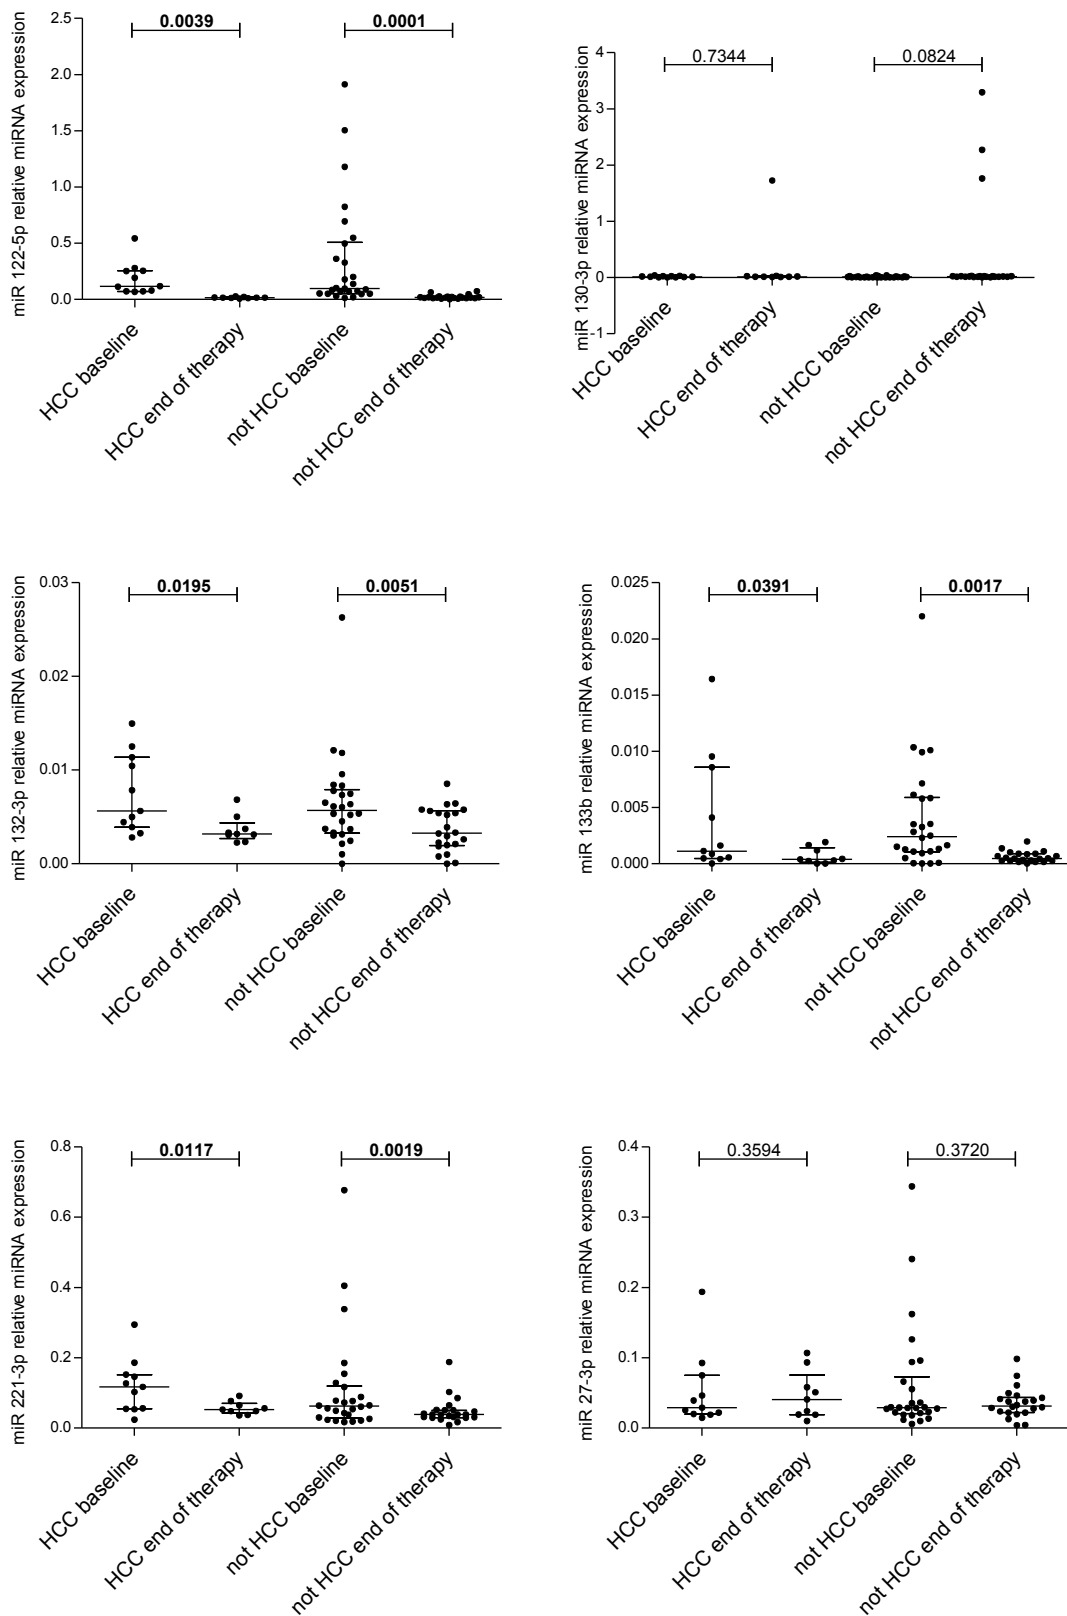 miR 122-5p relative miRNA expression
2.5
2.0
1.5
1.0
0.5
0.0
0.0039
0.0001
HCC baseline
HCC end of therapy
not HCC baseline
not HCC end of therapy
miR 130-3p relative miRNA expression
4
3
2
1
0
-1
0.7344
0.0824
HCC baseline
HCC end of therapy
not HCC baseline
not HCC end of therapy
miR 132-3p relative miRNA expression
0.03
0.02
0.01
0.00
0.0195
0.0051
HCC baseline
HCC end of therapy
not HCC baseline
not HCC end of therapy
miR 133b relative miRNA expression
0.025
0.020
0.015
0.010
0.005
0.000
0.0391
0.0017
HCC baseline
HCC end of therapy
not HCC baseline
not HCC end of therapy
miR 221-3p relative miRNA expression
0.8
0.6
0.4
0.2
0.0
0.0117
0.0019
HCC baseline
HCC end of therapy
not HCC baseline
not HCC end of therapy
miR 27-3p relative miRNA expression
0.4
0.3
0.2
0.1
0.0
0.3594
0.3720
HCC baseline
HCC end of therapy
not HCC baseline
not HCC end of therapy